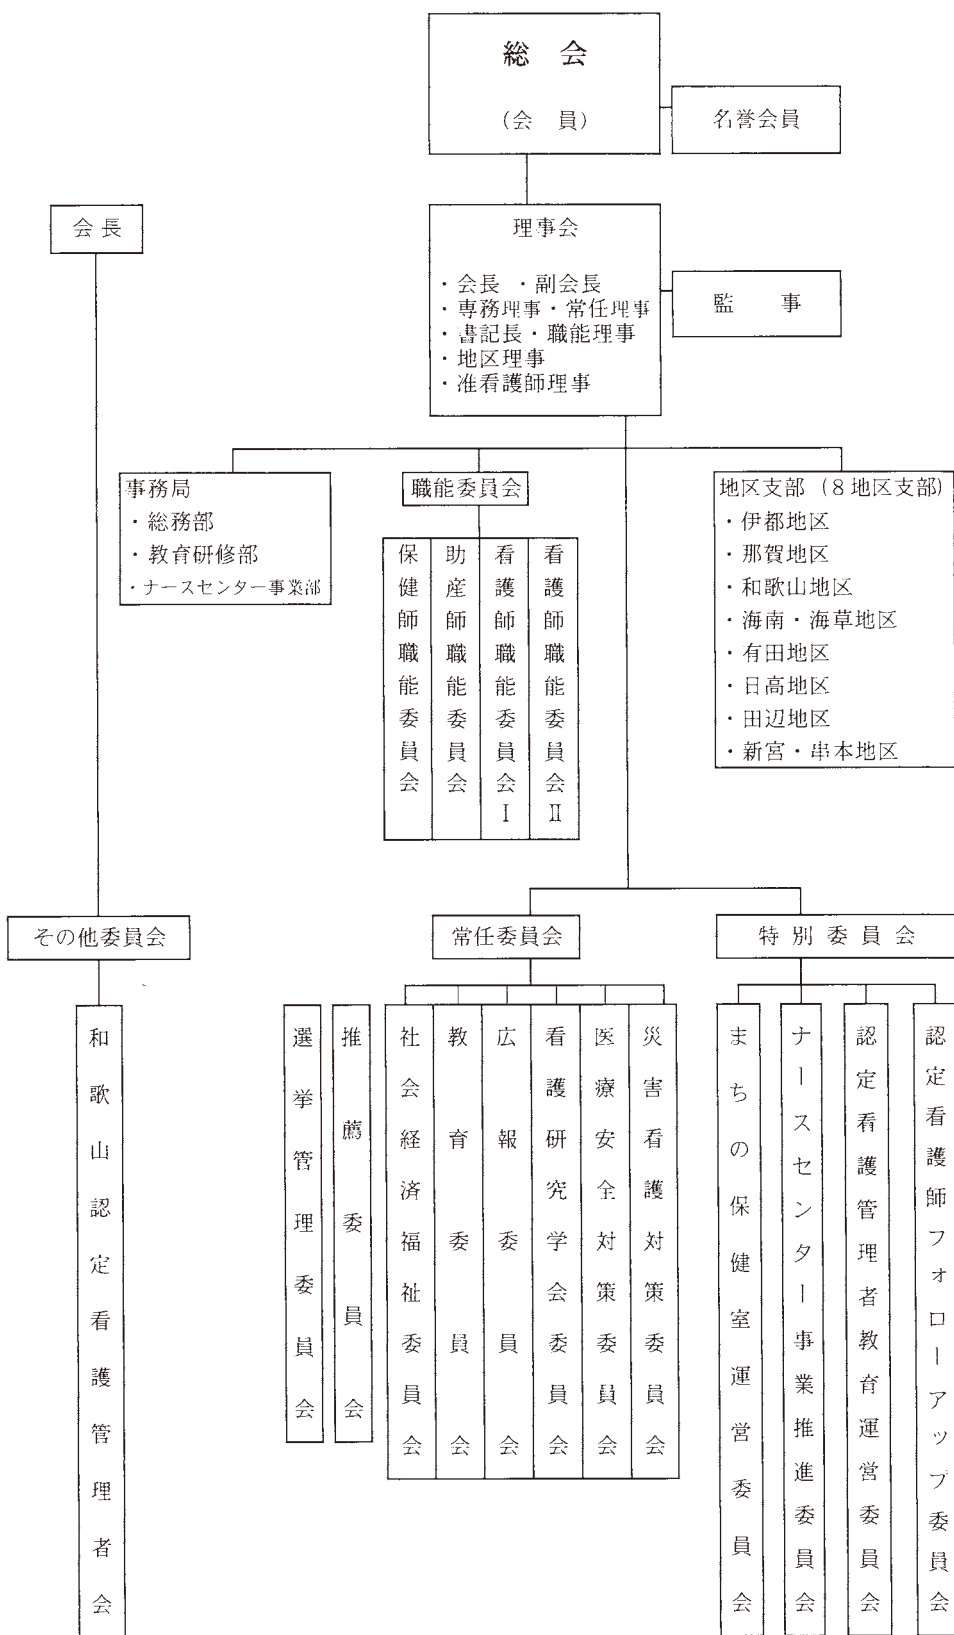 総 会
(会 員)
名誉会員
会 長
理事会
・会長 ・副会長
・専務理事・常任理事
・書記長・職能理事
・地区理事
・准看護師理事
監 事
事務局
・総務部
・教育研修部
・ナースセンター事業部
職能委員会
保健師職能委員会
助産師職能委員会
看護師職能委員会Ⅰ
看護師職能委員会Ⅱ
地区支部 (8地区支部)
・伊都地区
・那賀地区
・和歌山地区
・海南・海草地区
・有田地区
・日高地区
・田辺地区
・新宮・串本地区
その他委員会
和歌山認定看護管理者会
選挙管理委員会
推薦委員会
常任委員会
社会経済福祉委員会
教育委員会
広報委員会
看護研究学会委員会
医療安全対策委員会
災害看護対策委員会
特別委員会
まちの保健室運営委員会
ナースセンター事業推進委員会
認定看護管理者教育運営委員会
認定看護師フォローアップ委員会